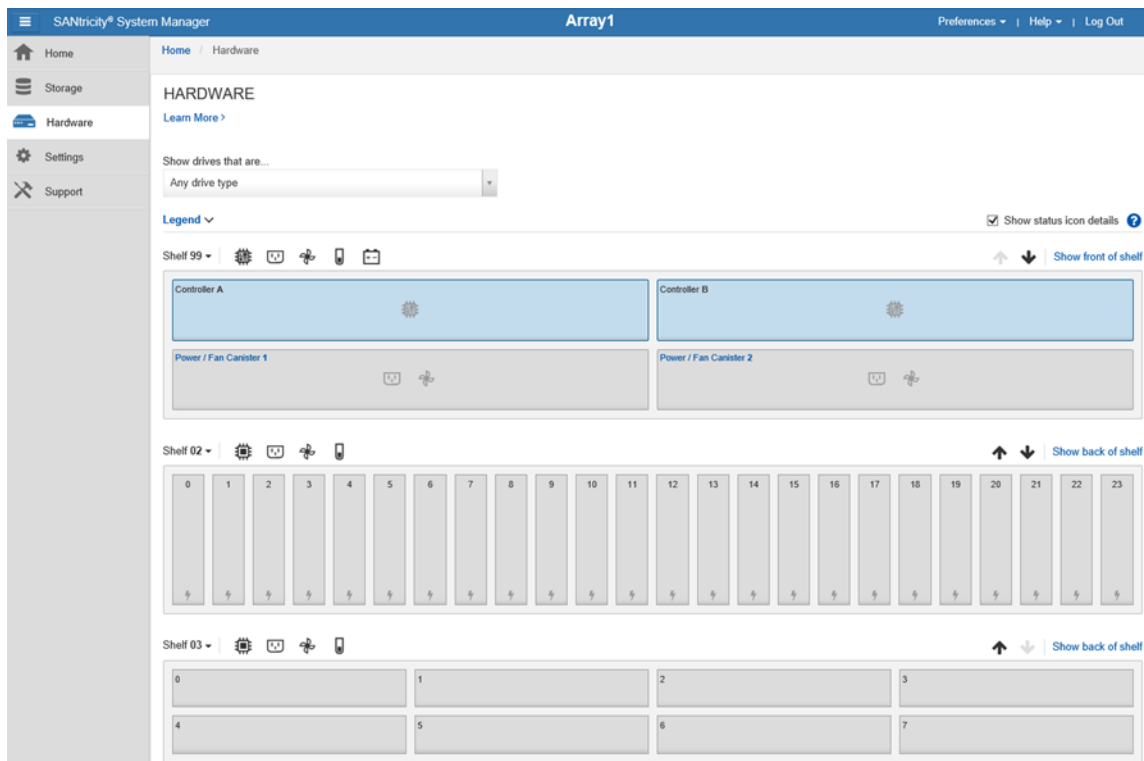 SANtricity® System Manager
Array1
Preferences | Help | Log Out
Home
Storage
Hardware
Settings
Support
Home / Hardware
HARDWARE
Learn More >
Show drives that are...
Any drive type
Legend
Show status icon details ?
Shelf 99
Show front of shelf
Controller A
Controller B
Power / Fan Canister 1
Power / Fan Canister 2
Shelf 02
Show back of shelf
0 1 2 3 4 5 6 7 8 9 10 11 12 13 14 15 16 17 18 19 20 21 22 23
Shelf 03
Show back of shelf
0 1 2 3
4 5 6 7